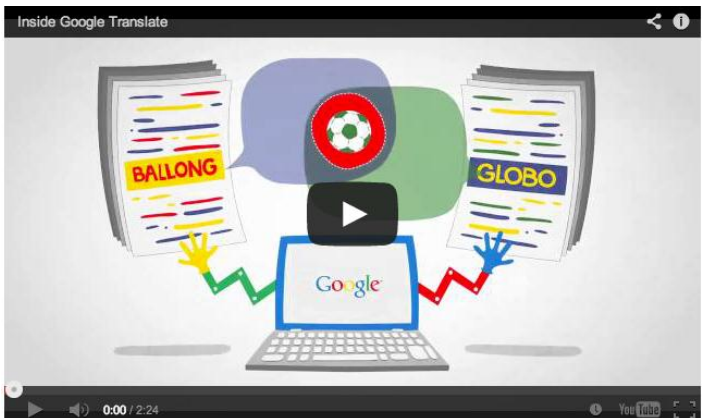 Inside Google Translate
BALLONG
GLOBO
Google
0:00 / 2:24
YouTube